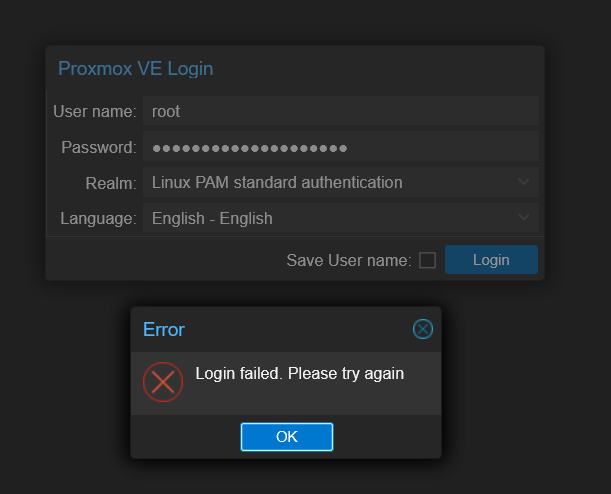 Proxmox VE Login
User name: root
Password: ●●●●●●●●●●●●●●●●●●●●
Realm: Linux PAM standard authentication
Language: English - English
Save User name: Login
Error
Login failed. Please try again
OK